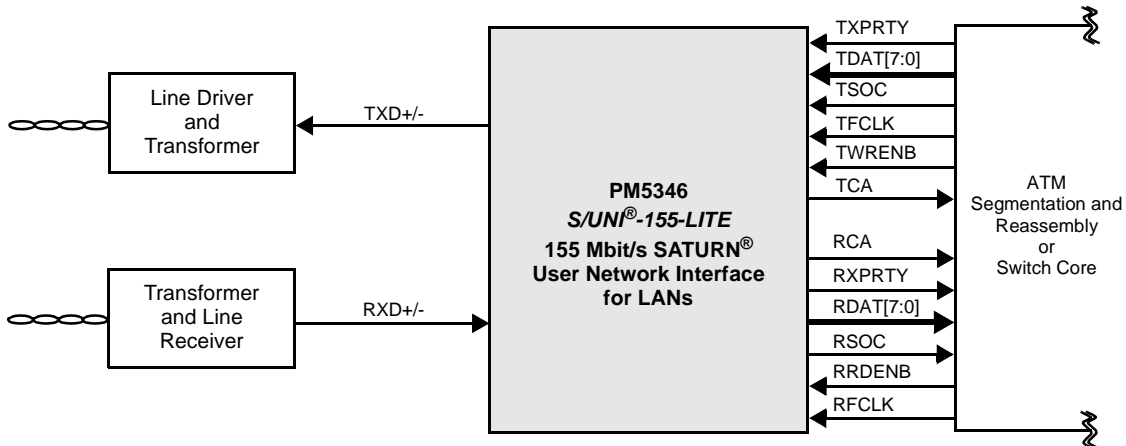 Line Driver
and
Transformer
TXD+/-
Transformer
and Line
Receiver
RXD+/-
PM5346
S/UNI®-155-LITE
155 Mbit/s SATURN®
User Network Interface
for LANs
TXPRTY
TDAT[7:0]
TSOC
TFCLK
TWRENB
TCA
RCA
RXPRTY
RDAT[7:0]
RSOC
RRDENB
RFCLK
ATM
Segmentation and
Reassembly
or
Switch Core